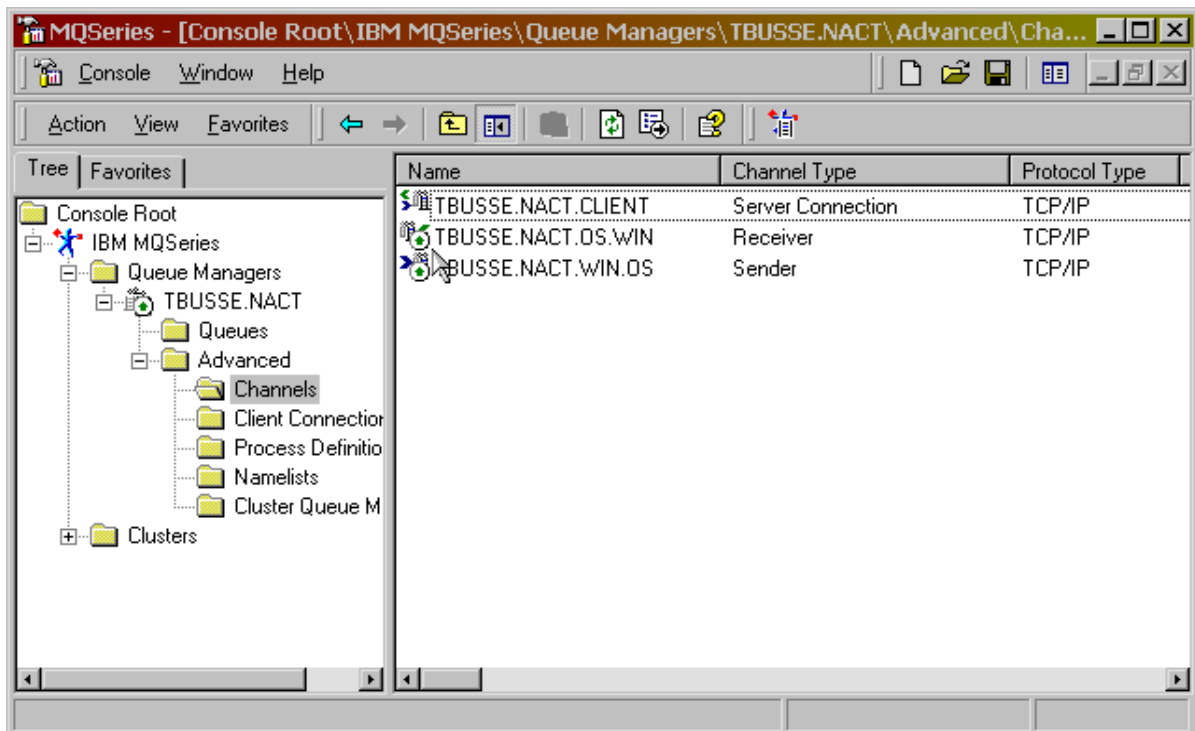 MQSeries - [Console Root\IBM MQSeries\Queue Managers\TBUSSE.NACT\Advanced\Cha...
Console Window Help
Action View Favorites
Tree Favorites
Console Root
IBM MQSeries
Queue Managers
TBUSSE.NACT
Queues
Advanced
Channels
Client Connection
Process Definitio
Namelists
Cluster Queue M
Clusters
Name Channel Type Protocol Type
TBUSSE.NACT.CLIENT Server Connection TCP/IP
TBUSSE.NACT.OS.WIN Receiver TCP/IP
TBUSSE.NACT.WIN.OS Sender TCP/IP